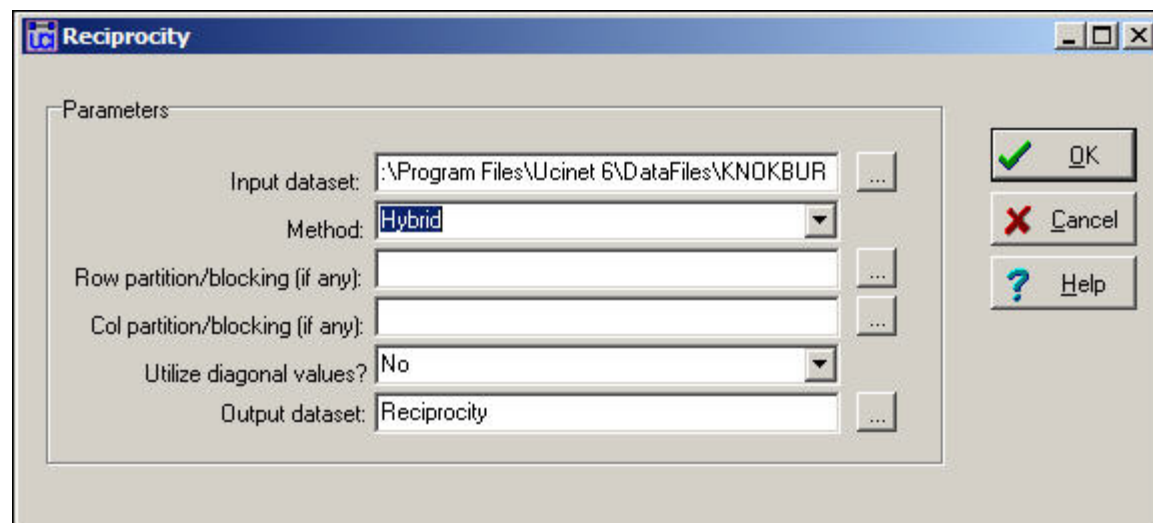 Reciprocity
Parameters
Input dataset: :\Program Files\Ucinet 6\DataFiles\KNOKBUR ...
Method: Hybrid
Row partition/blocking (if any): ...
Col partition/blocking (if any): ...
Utilize diagonal values? No
Output dataset: Reciprocity ...
OK
Cancel
Help